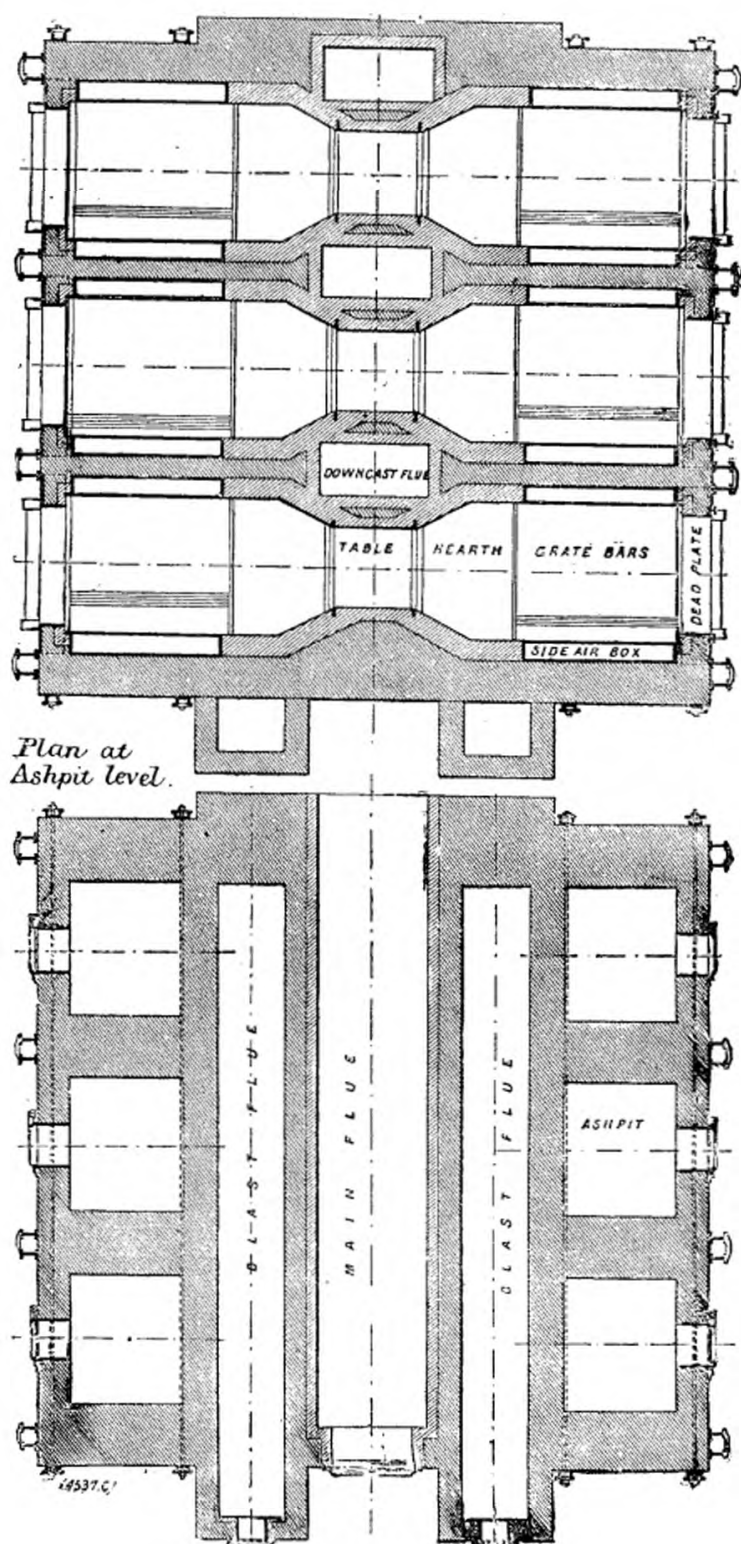 DOWNCAST FLUE
TABLE HEARTH GRATE BARS
DEAD PLATE
SIDE AIR BOX
Plan at
Ashpit level.
BLAST FLUE
MAIN FLUE
BLAST FLUE
ASHPIT